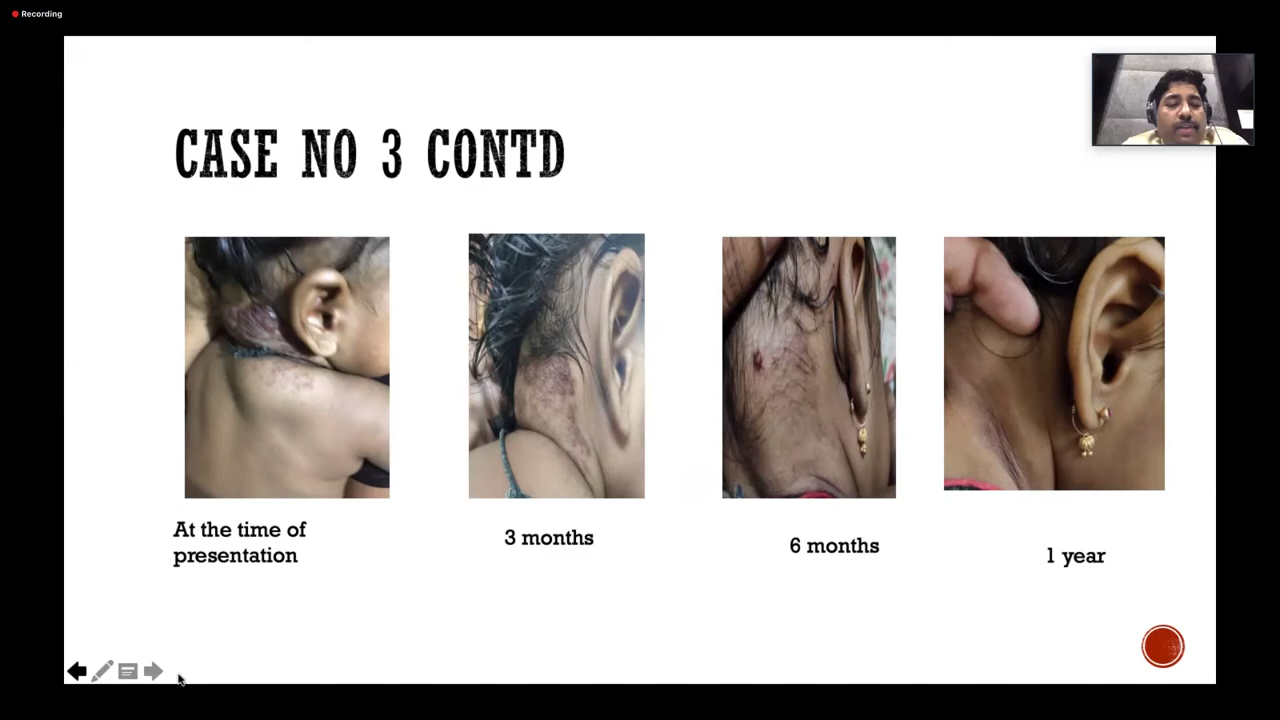 Recording
CASE NO 3 CONTD
At the time of
presentation
3 months
6 months
1 year